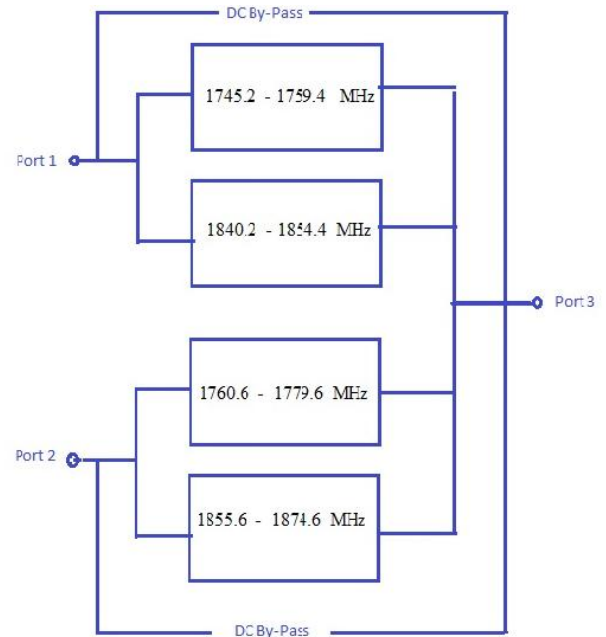 DC By-Pass
1745.2 - 1759.4 MHz
Port 1
1840.2 - 1854.4 MHz
Port 3
1760.6 - 1779.6 MHz
Port 2
1855.6 - 1874.6 MHz
DC By-Pass